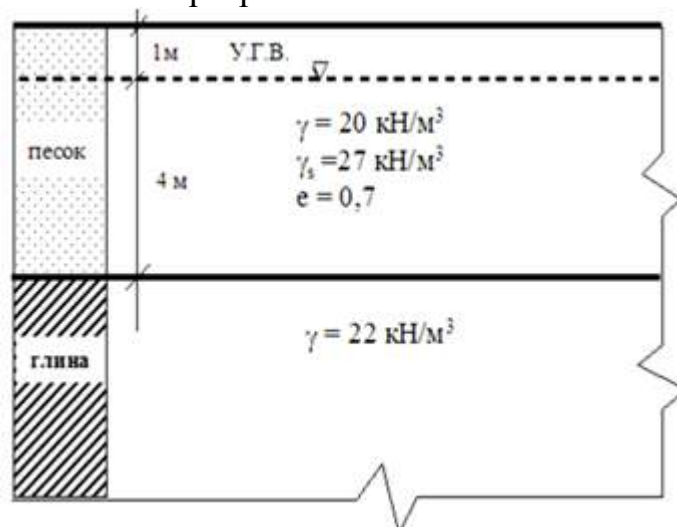 1м У.Г.В.
γ = 20 кН/м³
песок
γs =27 кН/м³
4 м
e = 0,7
γ = 22 кН/м³
глина